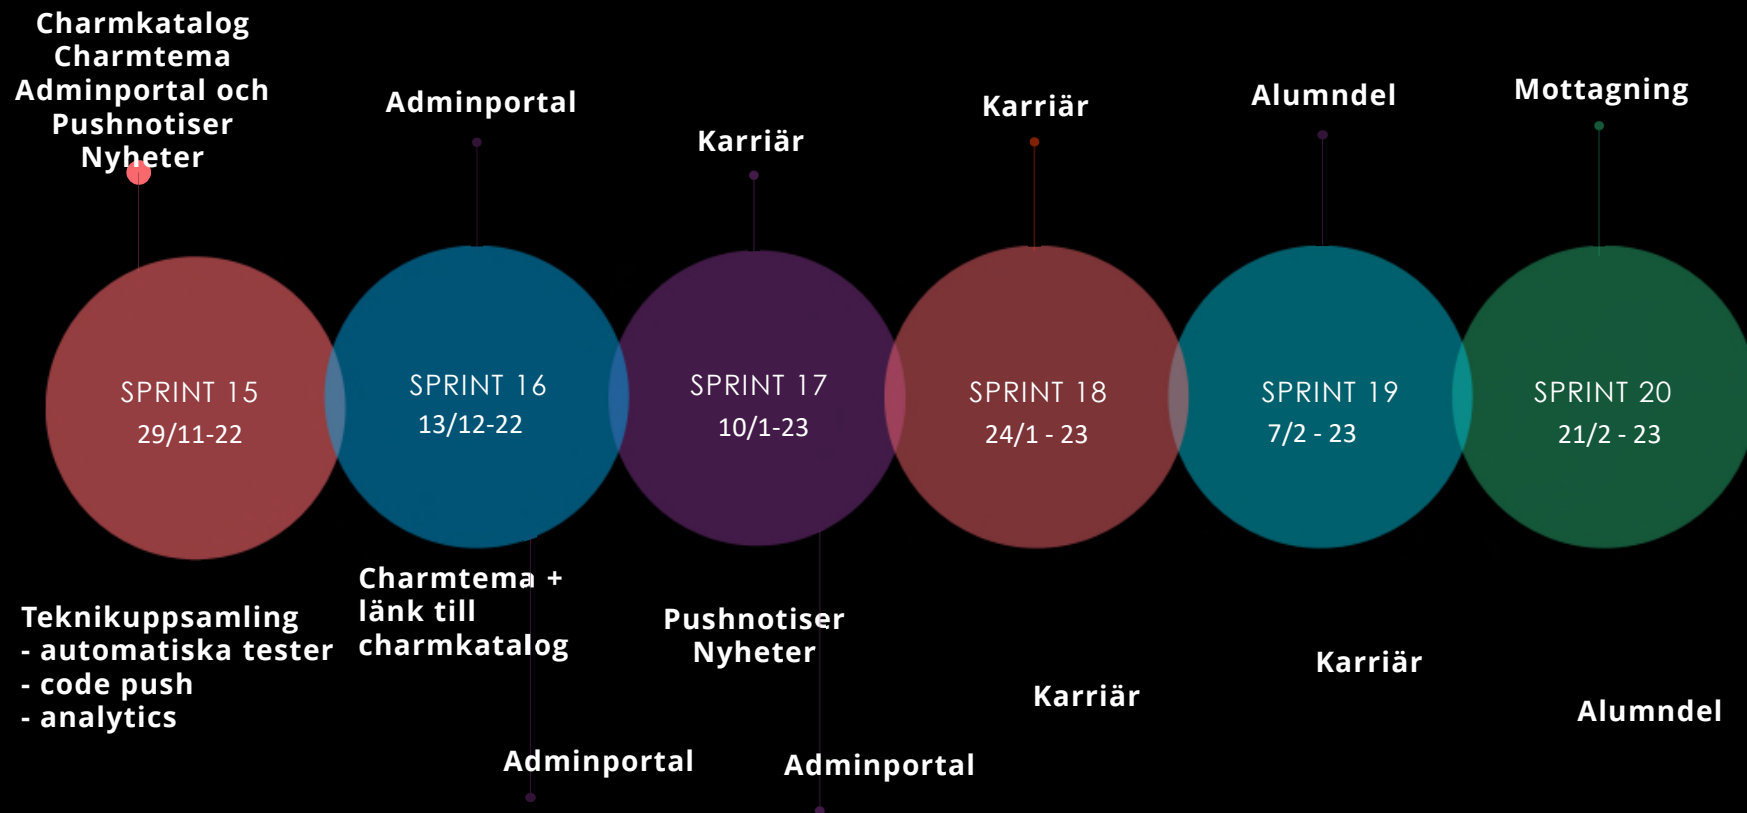 Charmkatalog
Charmtema
Adminportal och
Pushnotiser
Nyheter
Adminportal
Karriär
Karriär
Alumndel
Mottagning
SPRINT 15
29/11-22
SPRINT 16
13/12-22
SPRINT 17
10/1-23
SPRINT 18
24/1 - 23
SPRINT 19
7/2 - 23
SPRINT 20
21/2 - 23
Teknikuppsamling
- automatiska tester
- code push
- analytics
Charmtema +
länk till
charmkatalog
Adminportal
Pushnotiser
Nyheter
Adminportal
Karriär
Karriär
Alumndel